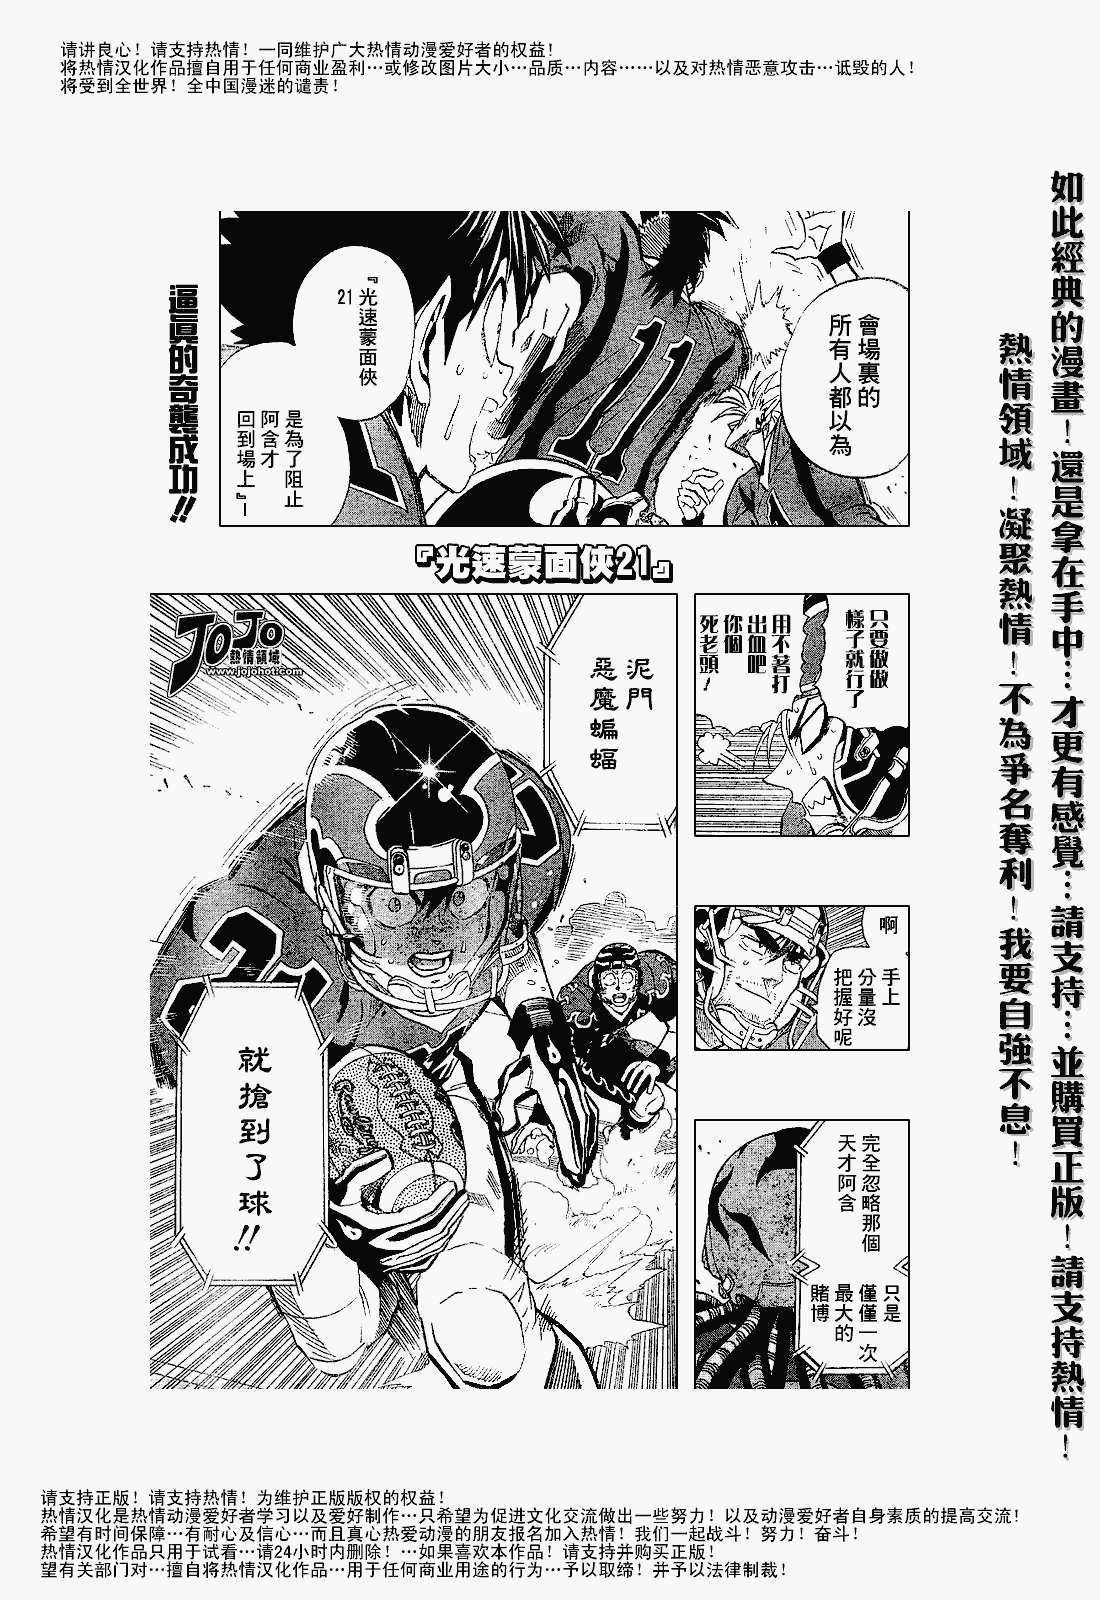 请讲良心！请支持热情！一同维护广大热情动漫爱好者的权益！
将热情汉化作品擅自用于任何商业盈利…或修改图片大小…品质…内容……以及对热情恶意攻击…诋毁的人！
将受到全世界！全中国漫迷的谴责！
如此經典的漫畫！還是拿在手中…才更有感覺…請支持…並購買正版！請支持熱情！
熱情領域！凝聚熱情！不為爭名奪利！我要自強不息！
會場裏的
所有人都以為
『光速蒙面俠
21
是為了阻止
阿含才
回到場上』—
逼真的奇襲成功!!
『光速蒙面俠21』
只要做做
樣子就行了
用不著打
出血吧
你個
死老頭！
啊
手上
分量沒
把握好呢
完全忽略那個
天才阿含
只是
僅僅一次
最大的
賭博
泥門
惡魔蝙蝠
就搶到了球!!
JOJO
熱情領域
www.jojohot.com
请支持正版！请支持热情！为维护正版版权的权益！
热情汉化是热情动漫爱好者学习以及爱好制作…只希望为促进文化交流做出一些努力！以及动漫爱好者自身素质的提高交流！
希望有时间保障…有耐心及信心…而且真心热爱动漫的朋友报名加入热情！我们一起战斗！努力！奋斗！
热情汉化作品只用于试看…请24小时内删除！…如果喜欢本作品！请支持并购买正版！
望有关部门对…擅自将热情汉化作品…用于任何商业用途的行为…予以取缔！并予以法律制裁！